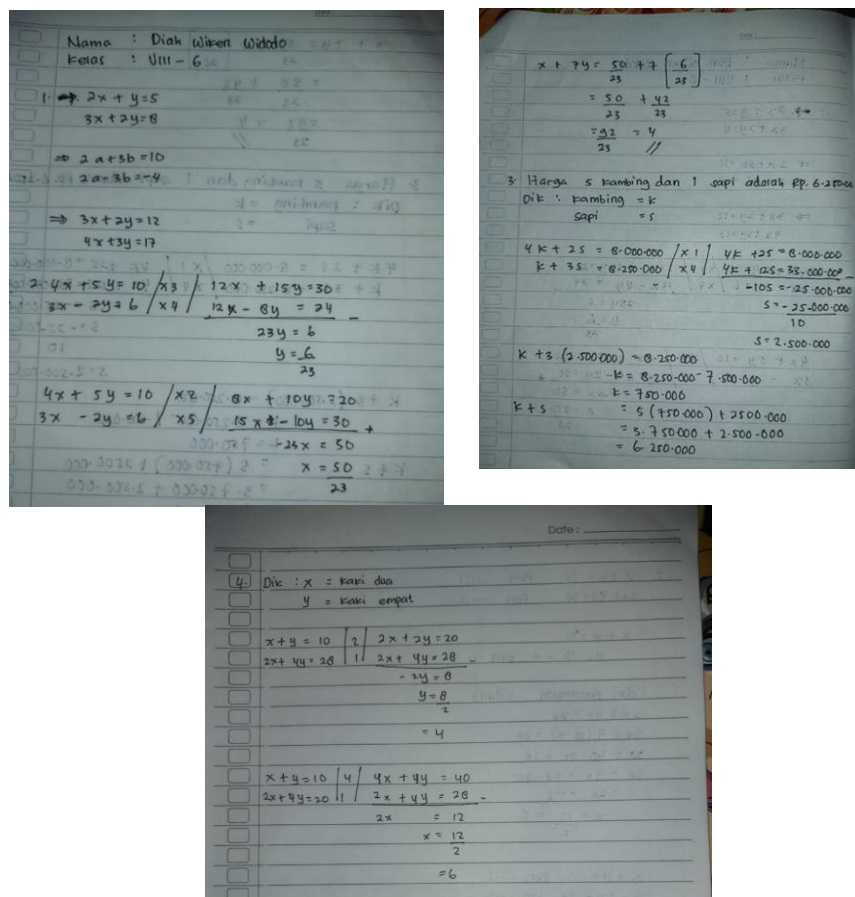 Nama : Diah Wiken Widodo
Kelas : VIII - 6
1. ⇒ 2x + y = 5
3x + 2y = 8
⇒ 2a + 3b = 10
2a - 3b = -4
⇒ 3x + 2y = 12
4x + 3y = 17
2. 4x + 5y = 10 / x3 / 12x + 15y = 30
3x - 2y = 6 / x4 / 12x - 8y = 24 -
23y = 6
y = 6/23
4x + 5y = 10 / x2 / 8x + 10y = 20
3x - 2y = 6 / x5 / 15x - 10y = 30 +
23x = 50
x = 50/23
x + 7y = 50/23 + 7 [6/23]
= 50/23 + 42/23
= 92/23 = 4 //
3. Harga 5 kambing dan 1 sapi adalah Rp. 6.250.000
Dik : kambing = k
sapi = s
4k + 2s = 8.000.000 / x1 / 4k + 2s = 8.000.000
k + 3s = 8.250.000 / x4 / 4k + 12s = 33.000.000 -
-10s = -25.000.000
s = -25.000.000/10
s = 2.500.000
k + 3.(2.500.000) = 8.250.000
k = 8.250.000 - 7.500.000
k = 750.000
k + s = 5(750.000) + 2500.000
= 3.750.000 + 2.500.000
= 6.250.000
Date :
4. Dik : x = kaki dua
y = kaki empat
x + y = 10 | 2 | 2x + 2y = 20
2x + 4y = 28 | 1 | 2x + 4y = 28 -
- 2y = 8
y = 8/2
= 4
x + y = 10 | 4 | 4x + 4y = 40
2x + 4y = 20 | 1 | 2x + 4y = 28 -
2x = 12
x = 12/2
= 6